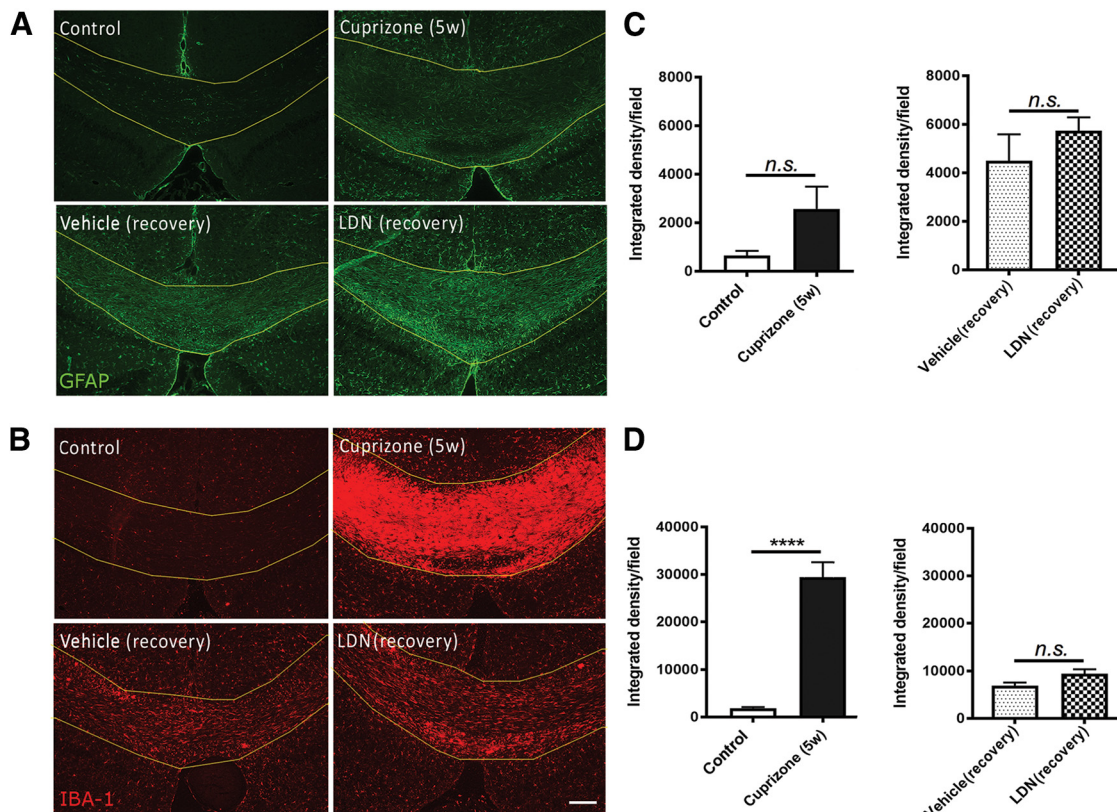 A
Control
Cuprizone (5w)
Vehicle (recovery)
LDN (recovery)
GFAP
B
Control
Cuprizone (5w)
Vehicle (recovery)
LDN(recovery)
IBA-1
C
Integrated density/field
8000
6000
4000
2000
0
n.s.
Control
Cuprizone (5w)
Integrated density/field
8000
6000
4000
2000
0
n.s.
Vehicle(recovery)
LDN(recovery)
D
Integrated density/field
40000
30000
20000
10000
0
****
Control
Cuprizone (5w)
Integrated density/field
40000
30000
20000
10000
0
n.s.
Vehicle(recovery)
LDN(recovery)